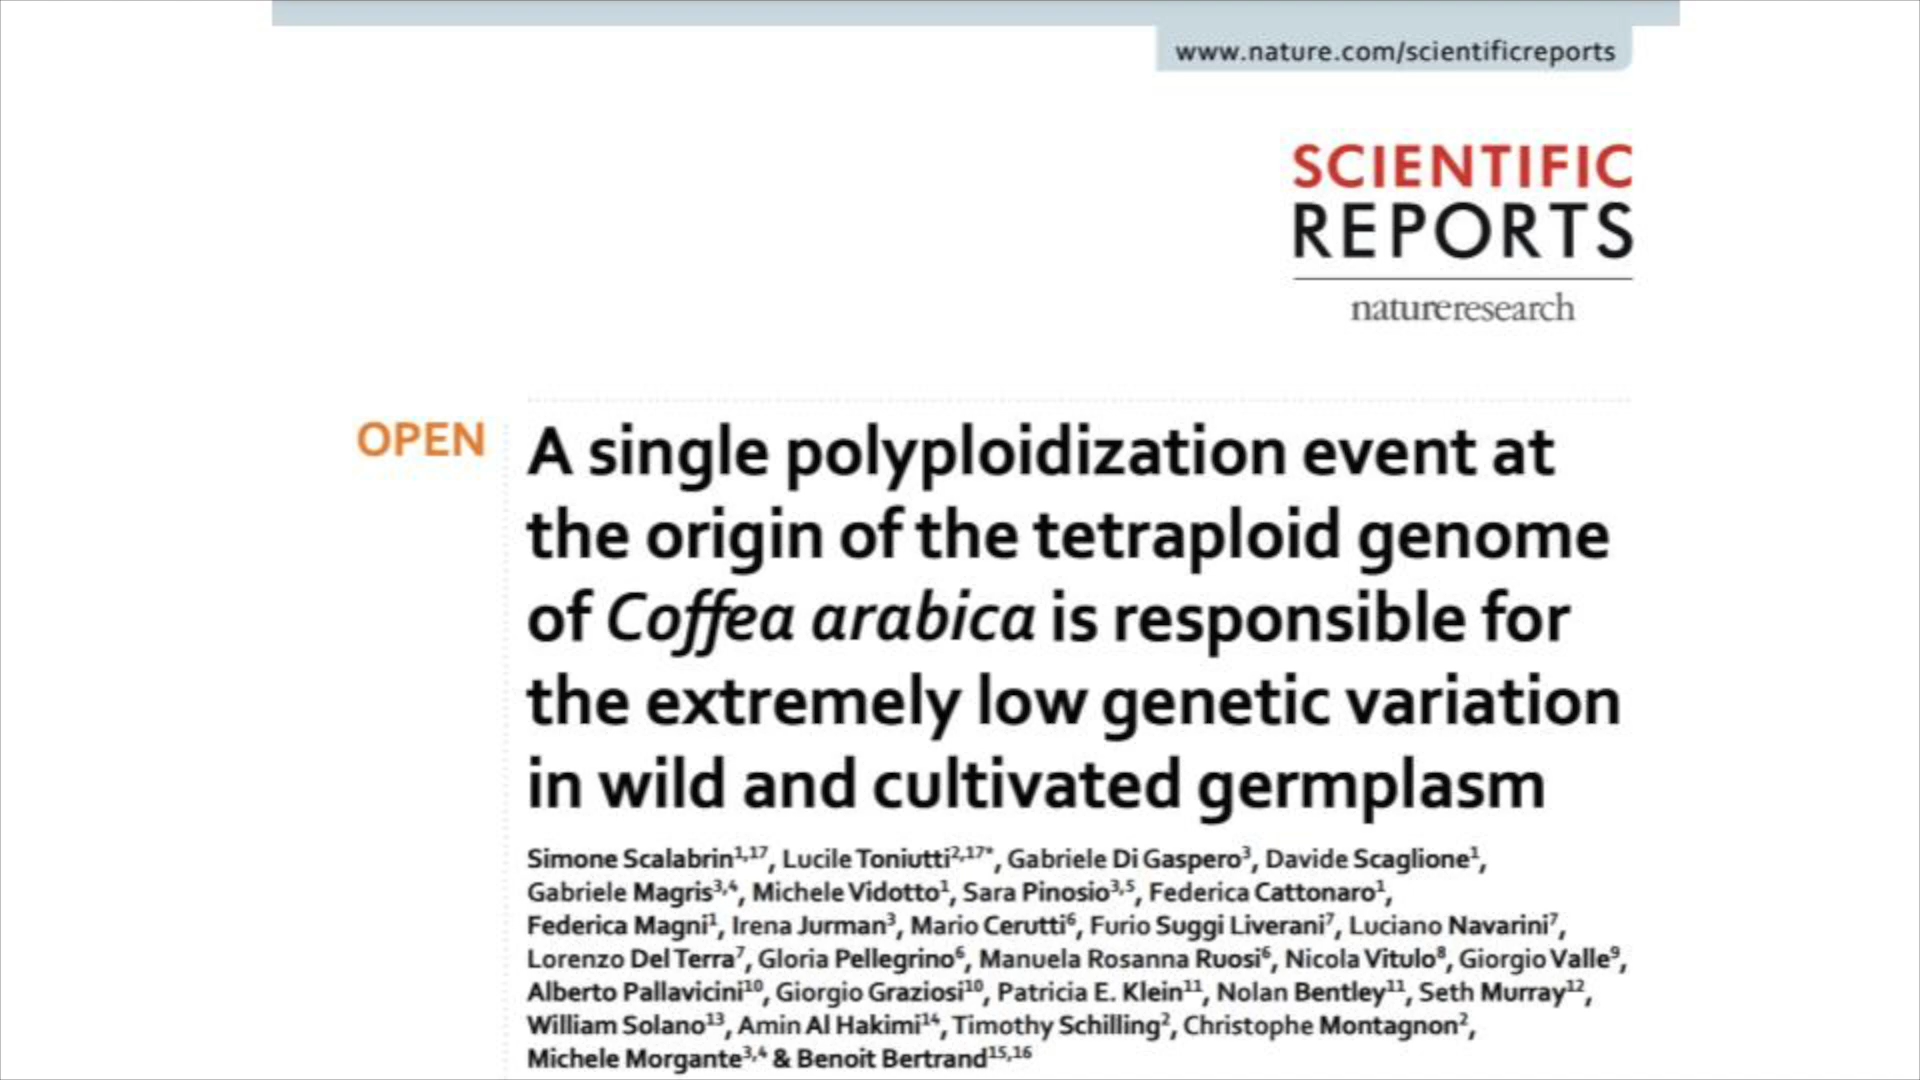 www.nature.com/scientificreports
SCIENTIFIC
REPORTS
natureresearch
OPEN
A single polyploidization event at
the origin of the tetraploid genome
of Coffea arabica is responsible for
the extremely low genetic variation
in wild and cultivated germplasm
Simone Scalabrin1,17, Lucile Toniutti2,17*, Gabriele Di Gaspero3, Davide Scaglione1,
Gabriele Magris3,4, Michele Vidotto1, Sara Pinosio3,5, Federica Cattonaro1,
Federica Magni1, Irena Jurman3, Mario Cerutti6, Furio Suggi Liverani7, Luciano Navarini7,
Lorenzo Del Terra7, Gloria Pellegrino6, Manuela Rosanna Ruosi6, Nicola Vitulo8, Giorgio Valle9,
Alberto Pallavicini10, Giorgio Graziosi10, Patricia E. Klein11, Nolan Bentley11, Seth Murray12,
William Solano13, Amin Al Hakimi14, Timothy Schilling2, Christophe Montagnon2,
Michele Morgante3,4 & Benoit Bertrand15,16